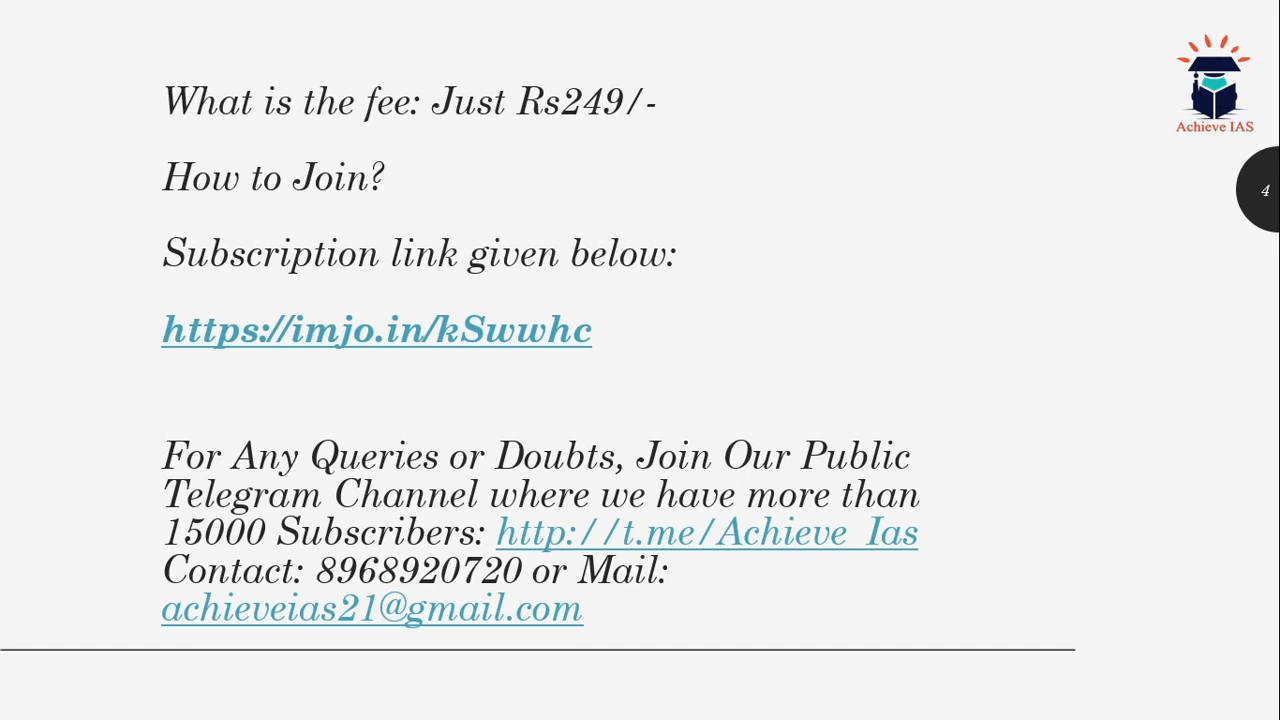 What is the fee: Just Rs249/-
How to Join?
Subscription link given below:
https://imjo.in/kSwwhc
For Any Queries or Doubts, Join Our Public
Telegram Channel where we have more than
15000 Subscribers: http://t.me/Achieve_Ias
Contact: 8968920720 or Mail:
achieveias21@gmail.com
Achieve IAS
4